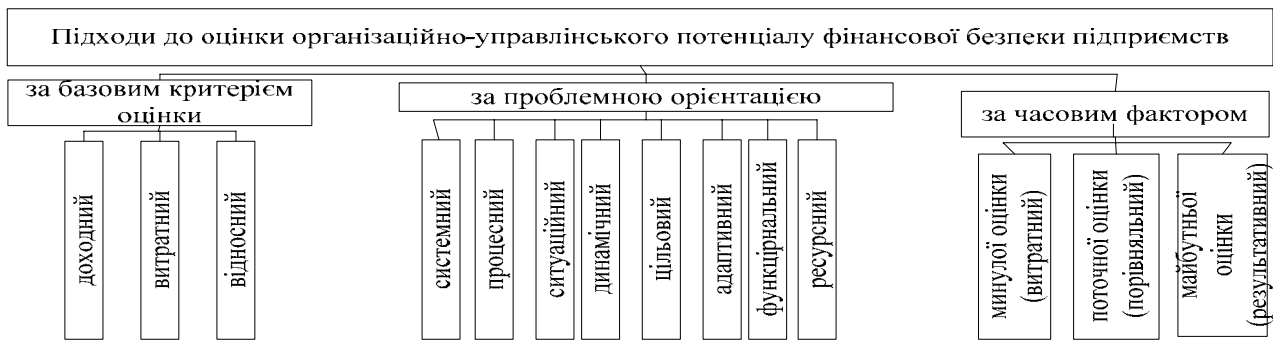 Підходи до оцінки організаційно-управлінського потенціалу фінансової безпеки підприємств
за базовим критерієм
оцінки
за проблемною орієнтацією
за часовим фактором
доходний
витратний
відносний
системний
процесний
ситуаційний
динамічний
цільовий
адаптивний
функцірнальний
ресурсний
минулої оцінки
(витратний)
поточної оцінки
(порівняльний)
майбутньої
оцінки
(результативний)